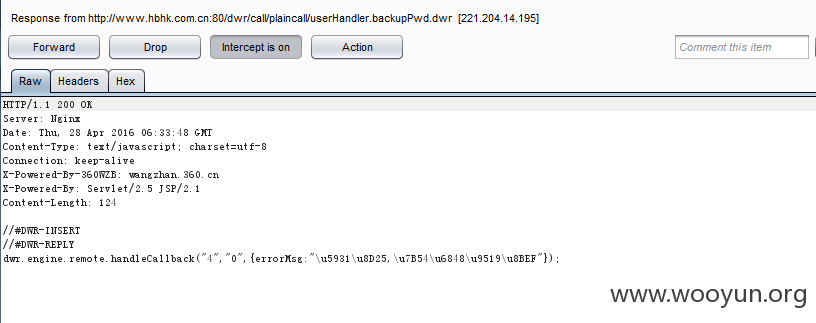 Response from http://www.hbhk.com.cn:80/dwr/call/plaincall/userHandler.backupPwd.dwr [221.204.14.195]
Forward Drop Intercept is on Action Comment this item
Raw Headers Hex
HTTP/1.1 200 OK
Server: Nginx
Date: Thu, 28 Apr 2016 06:33:48 GMT
Content-Type: text/javascript; charset=utf-8
Connection: keep-alive
X-Powered-By-360WZB: wangzhan.360.cn
X-Powered-By: Servlet/2.5 JSP/2.1
Content-Length: 124
//#DWR-INSERT
//#DWR-REPLY
dwr.engine.remote.handleCallback("4","0",{errorMsg:"\u5931\u8D25,\u7B54\u6848\u9519\u8BEF"});
www.wooyun.org